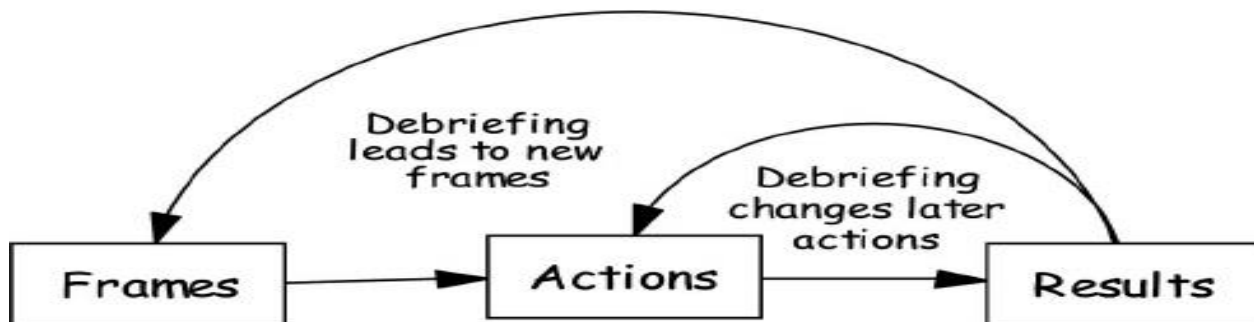 Debriefing
leads to new
frames
Debriefing
changes later
actions
Frames
Actions
Results